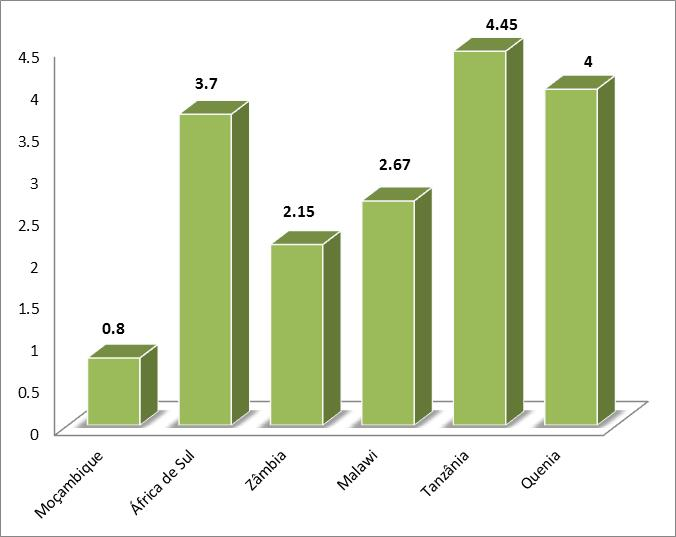 4.5
4
3.5
3
2.5
2
1.5
1
0.5
0
0.8
3.7
2.15
2.67
4.45
4
Moçambique
África de Sul
Zâmbia
Malawi
Tanzânia
Quenia